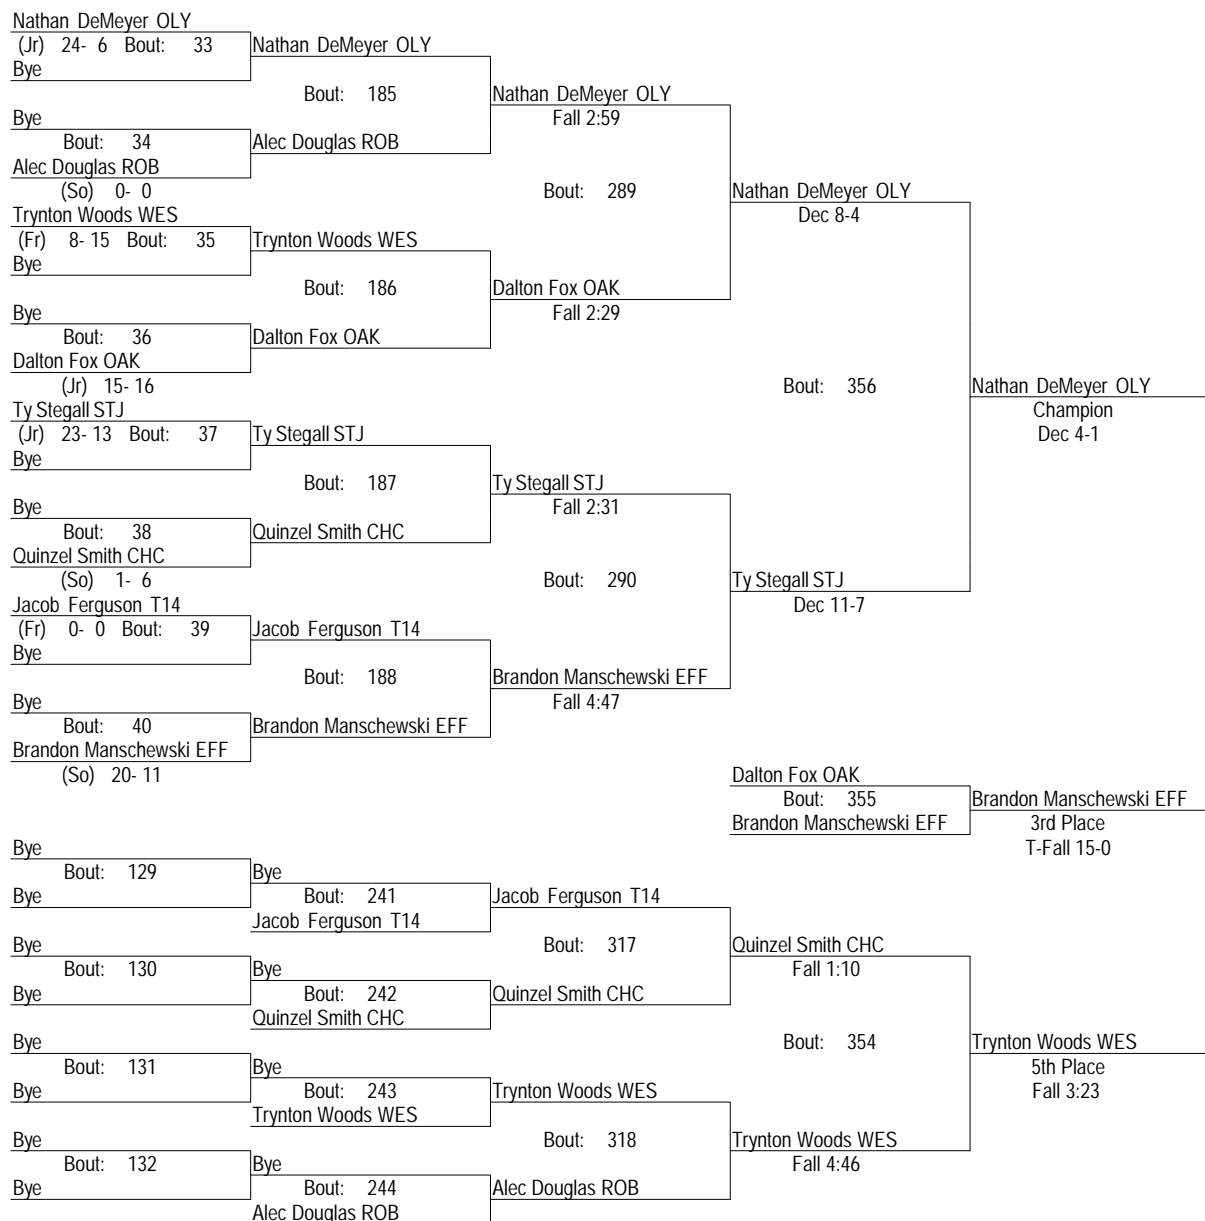 Nathan DeMeyer OLY
(Jr) 24- 6 Bout: 33
Nathan DeMeyer OLY
Bye
Bout: 185
Nathan DeMeyer OLY
Fall 2:59
Bye
Bout: 34
Alec Douglas ROB
Alec Douglas ROB
(So) 0- 0
Bout: 289
Nathan DeMeyer OLY
Dec 8-4
Trynton Woods WES
(Fr) 8- 15 Bout: 35
Trynton Woods WES
Bye
Bout: 186
Dalton Fox OAK
Fall 2:29
Bye
Bout: 36
Dalton Fox OAK
Dalton Fox OAK
(Jr) 15- 16
Bout: 356
Nathan DeMeyer OLY
Champion
Dec 4-1
Ty Stegall STJ
(Jr) 23- 13 Bout: 37
Ty Stegall STJ
Bye
Bout: 187
Ty Stegall STJ
Fall 2:31
Bye
Bout: 38
Quinzel Smith CHC
Quinzel Smith CHC
(So) 1- 6
Bout: 290
Ty Stegall STJ
Dec 11-7
Jacob Ferguson T14
(Fr) 0- 0 Bout: 39
Jacob Ferguson T14
Bye
Bout: 188
Brandon Manschewski EFF
Fall 4:47
Bye
Bout: 40
Brandon Manschewski EFF
Brandon Manschewski EFF
(So) 20- 11
Dalton Fox OAK
Bout: 355
Brandon Manschewski EFF
Brandon Manschewski EFF
3rd Place
T-Fall 15-0
Bye
Bout: 129
Bye
Bye
Bout: 241
Jacob Ferguson T14
Jacob Ferguson T14
Bye
Bout: 130
Bye
Bye
Bout: 242
Quinzel Smith CHC
Quinzel Smith CHC
Bout: 317
Quinzel Smith CHC
Fall 1:10
Bout: 354
Trynton Woods WES
5th Place
Fall 3:23
Bye
Bout: 131
Bye
Bye
Bout: 243
Trynton Woods WES
Trynton Woods WES
Bout: 318
Trynton Woods WES
Fall 4:46
Bye
Bout: 132
Bye
Bye
Bout: 244
Alec Douglas ROB
Alec Douglas ROB